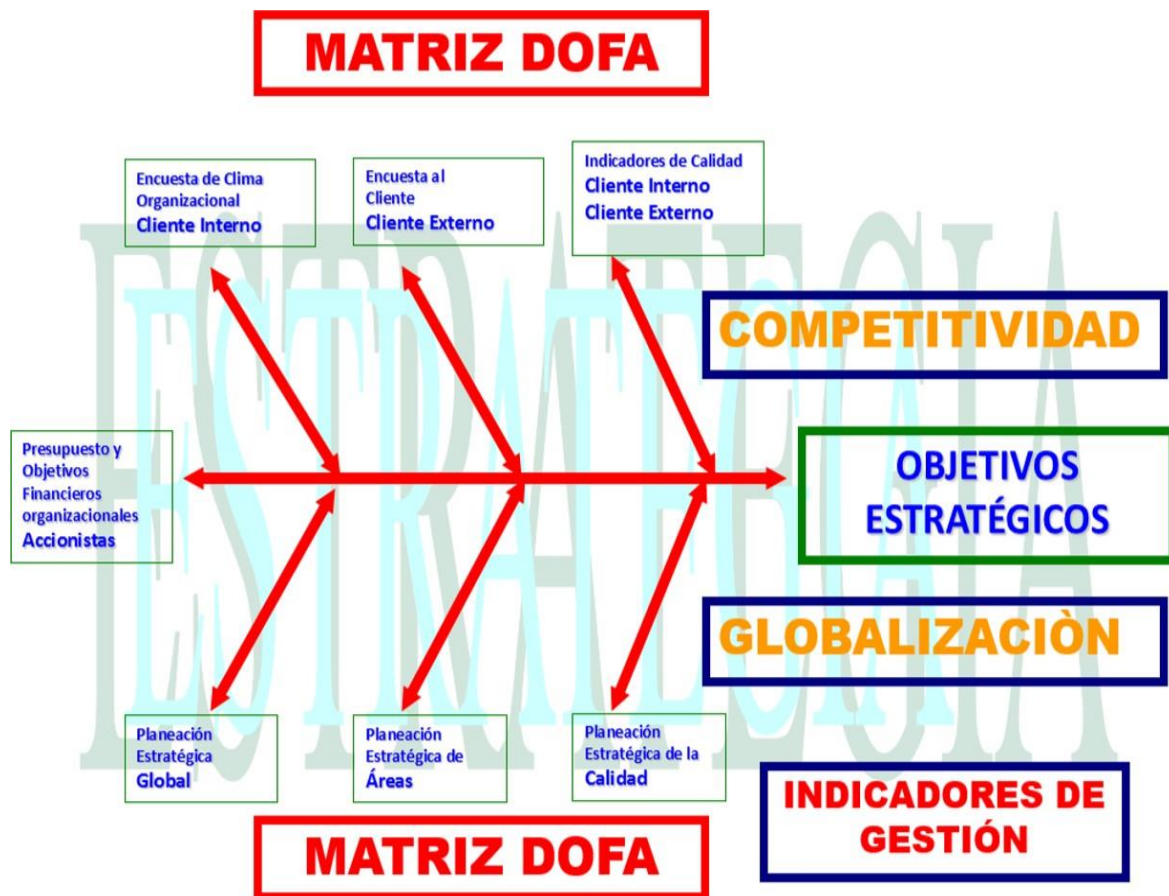 MATRIZ DOFA
Encuesta de Clima
Organizacional
Cliente Interno
Encuesta al
Cliente
Cliente Externo
Indicadores de Calidad
Cliente Interno
Cliente Externo
ESTRATEGIA
ESTRATEGIA
COMPETITIVIDAD
Presupuesto y
Objetivos
Financieros
organizacionales
Accionistas
OBJETIVOS
ESTRATÉGICOS
GLOBALIZACIÒN
Planeación
Estratégica
Global
Planeación
Estratégica de
Áreas
Planeación
Estratégica de la
Calidad
INDICADORES DE
GESTIÓN
MATRIZ DOFA